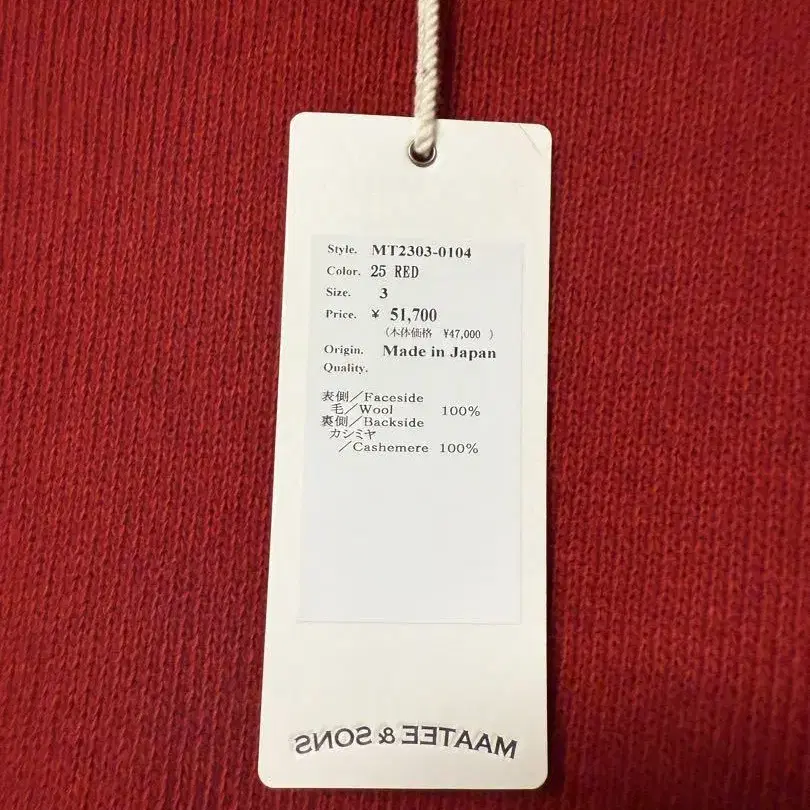 Style. MT2303-0104
Color. 25 RED
Size. 3
Price. ¥ 51,700
(本体価格 ¥47,000 )
Origin. Made in Japan
Quality.
表側／Faceside
毛／Wool 100%
裏側／Backside
カシミヤ
／Cashemere 100%
MAATEE & SONS